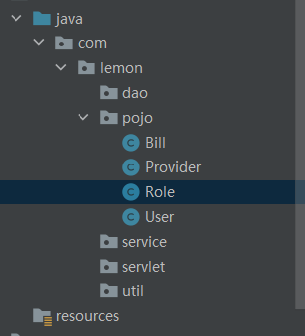 java
com
lemon
dao
pojo
Bill
Provider
Role
User
service
servlet
util
resources